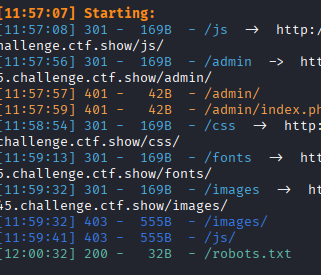 [11:57:07] Starting:
[11:57:08] 301 - 169B - /js -> http:/
hallenge.ctf.show/js/
[11:57:56] 301 - 169B - /admin -> htt
5.challenge.ctf.show/admin/
[11:57:57] 401 - 42B - /admin/
[11:57:59] 401 - 42B - /admin/index.ph
[11:58:54] 301 - 169B - /css -> http:
challenge.ctf.show/css/
[11:59:13] 301 - 169B - /fonts -> htt
5.challenge.ctf.show/fonts/
[11:59:32] 301 - 169B - /images -> ht
45.challenge.ctf.show/images/
[11:59:32] 403 - 555B - /images/
[11:59:41] 403 - 555B - /js/
[12:00:32] 200 - 32B - /robots.txt